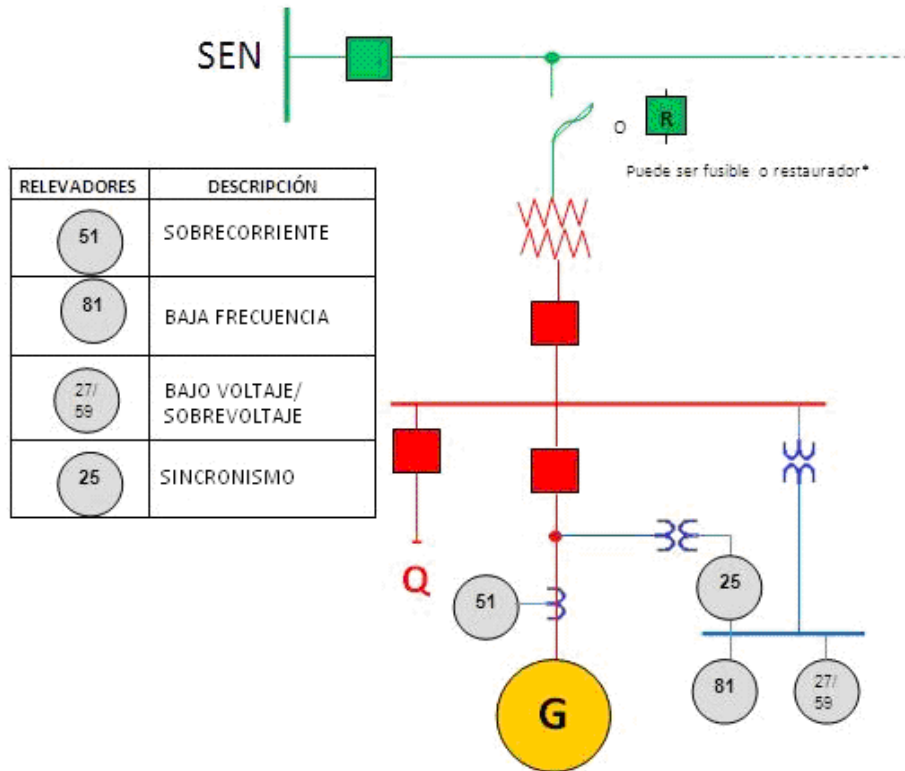 SEN
O
R
Puede ser fusible o restaurador*
RELEVADORES DESCRIPCIÓN
51 SOBRECORRIENTE
81 BAJA FRECUENCIA
27/
59
BAJO VOLTAJE/
SOBREVOLTAJE
25 SINCRONISMO
Q
51
25
G
81
27/
59